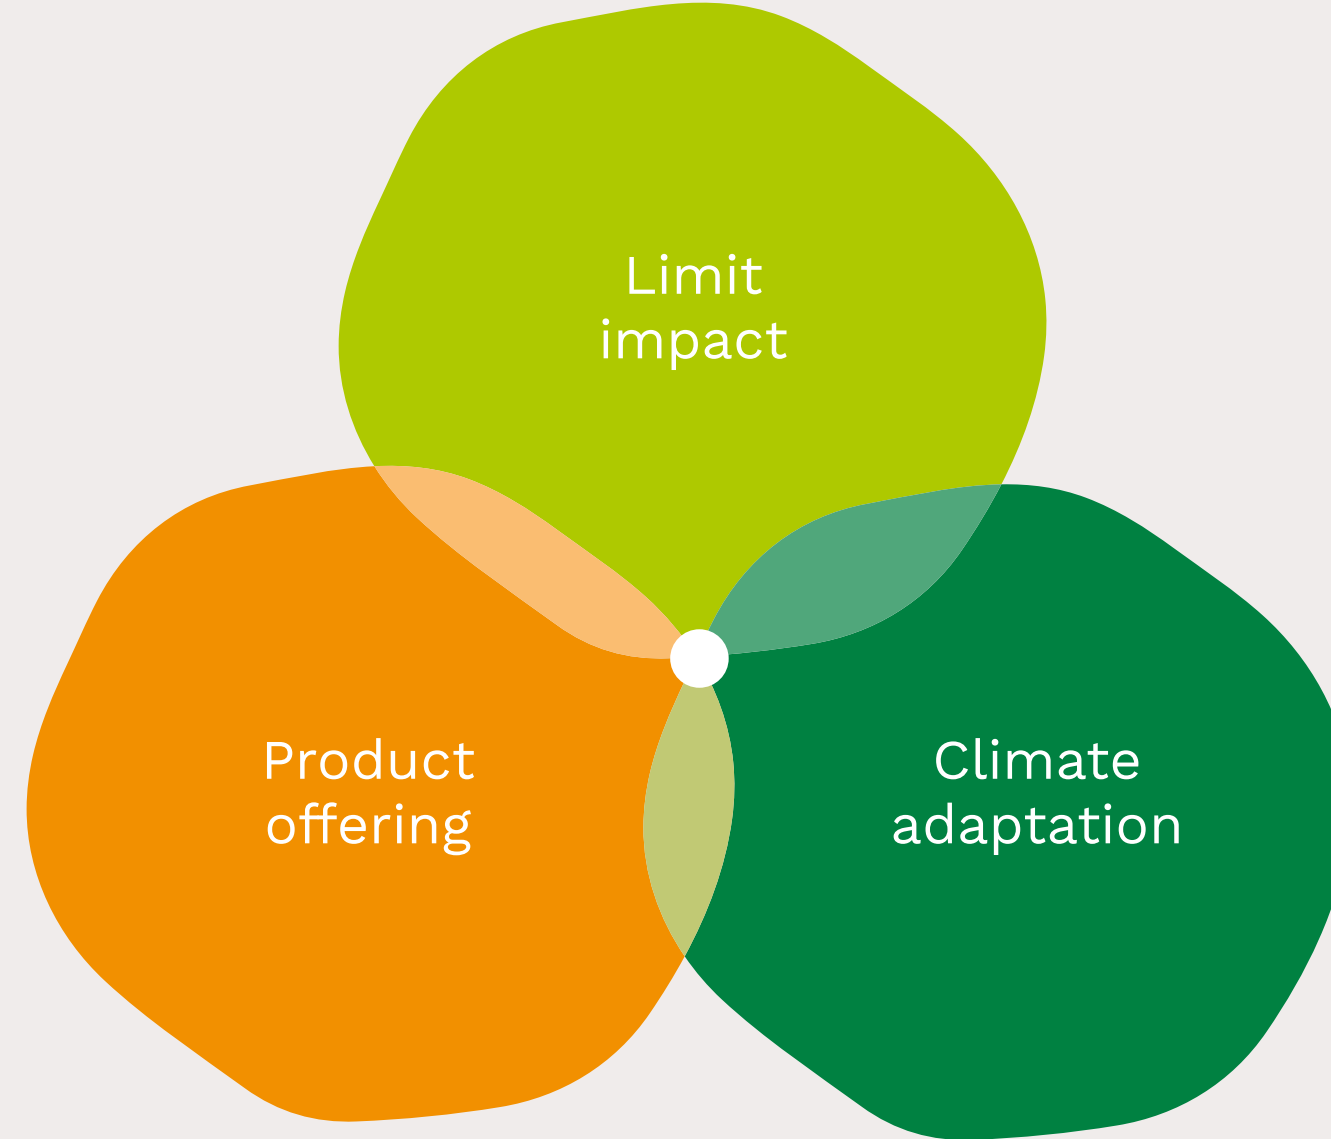 Limit
impact
Product
offering
Climate
adaptation